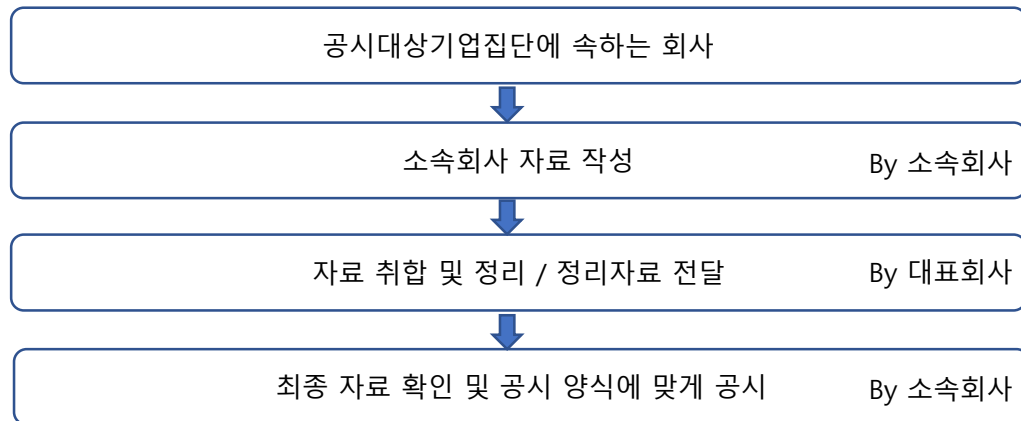 공시대상기업집단에 속하는 회사
소속회사 자료 작성 By 소속회사
자료 취합 및 정리 / 정리자료 전달 By 대표회사
최종 자료 확인 및 공시 양식에 맞게 공시 By 소속회사